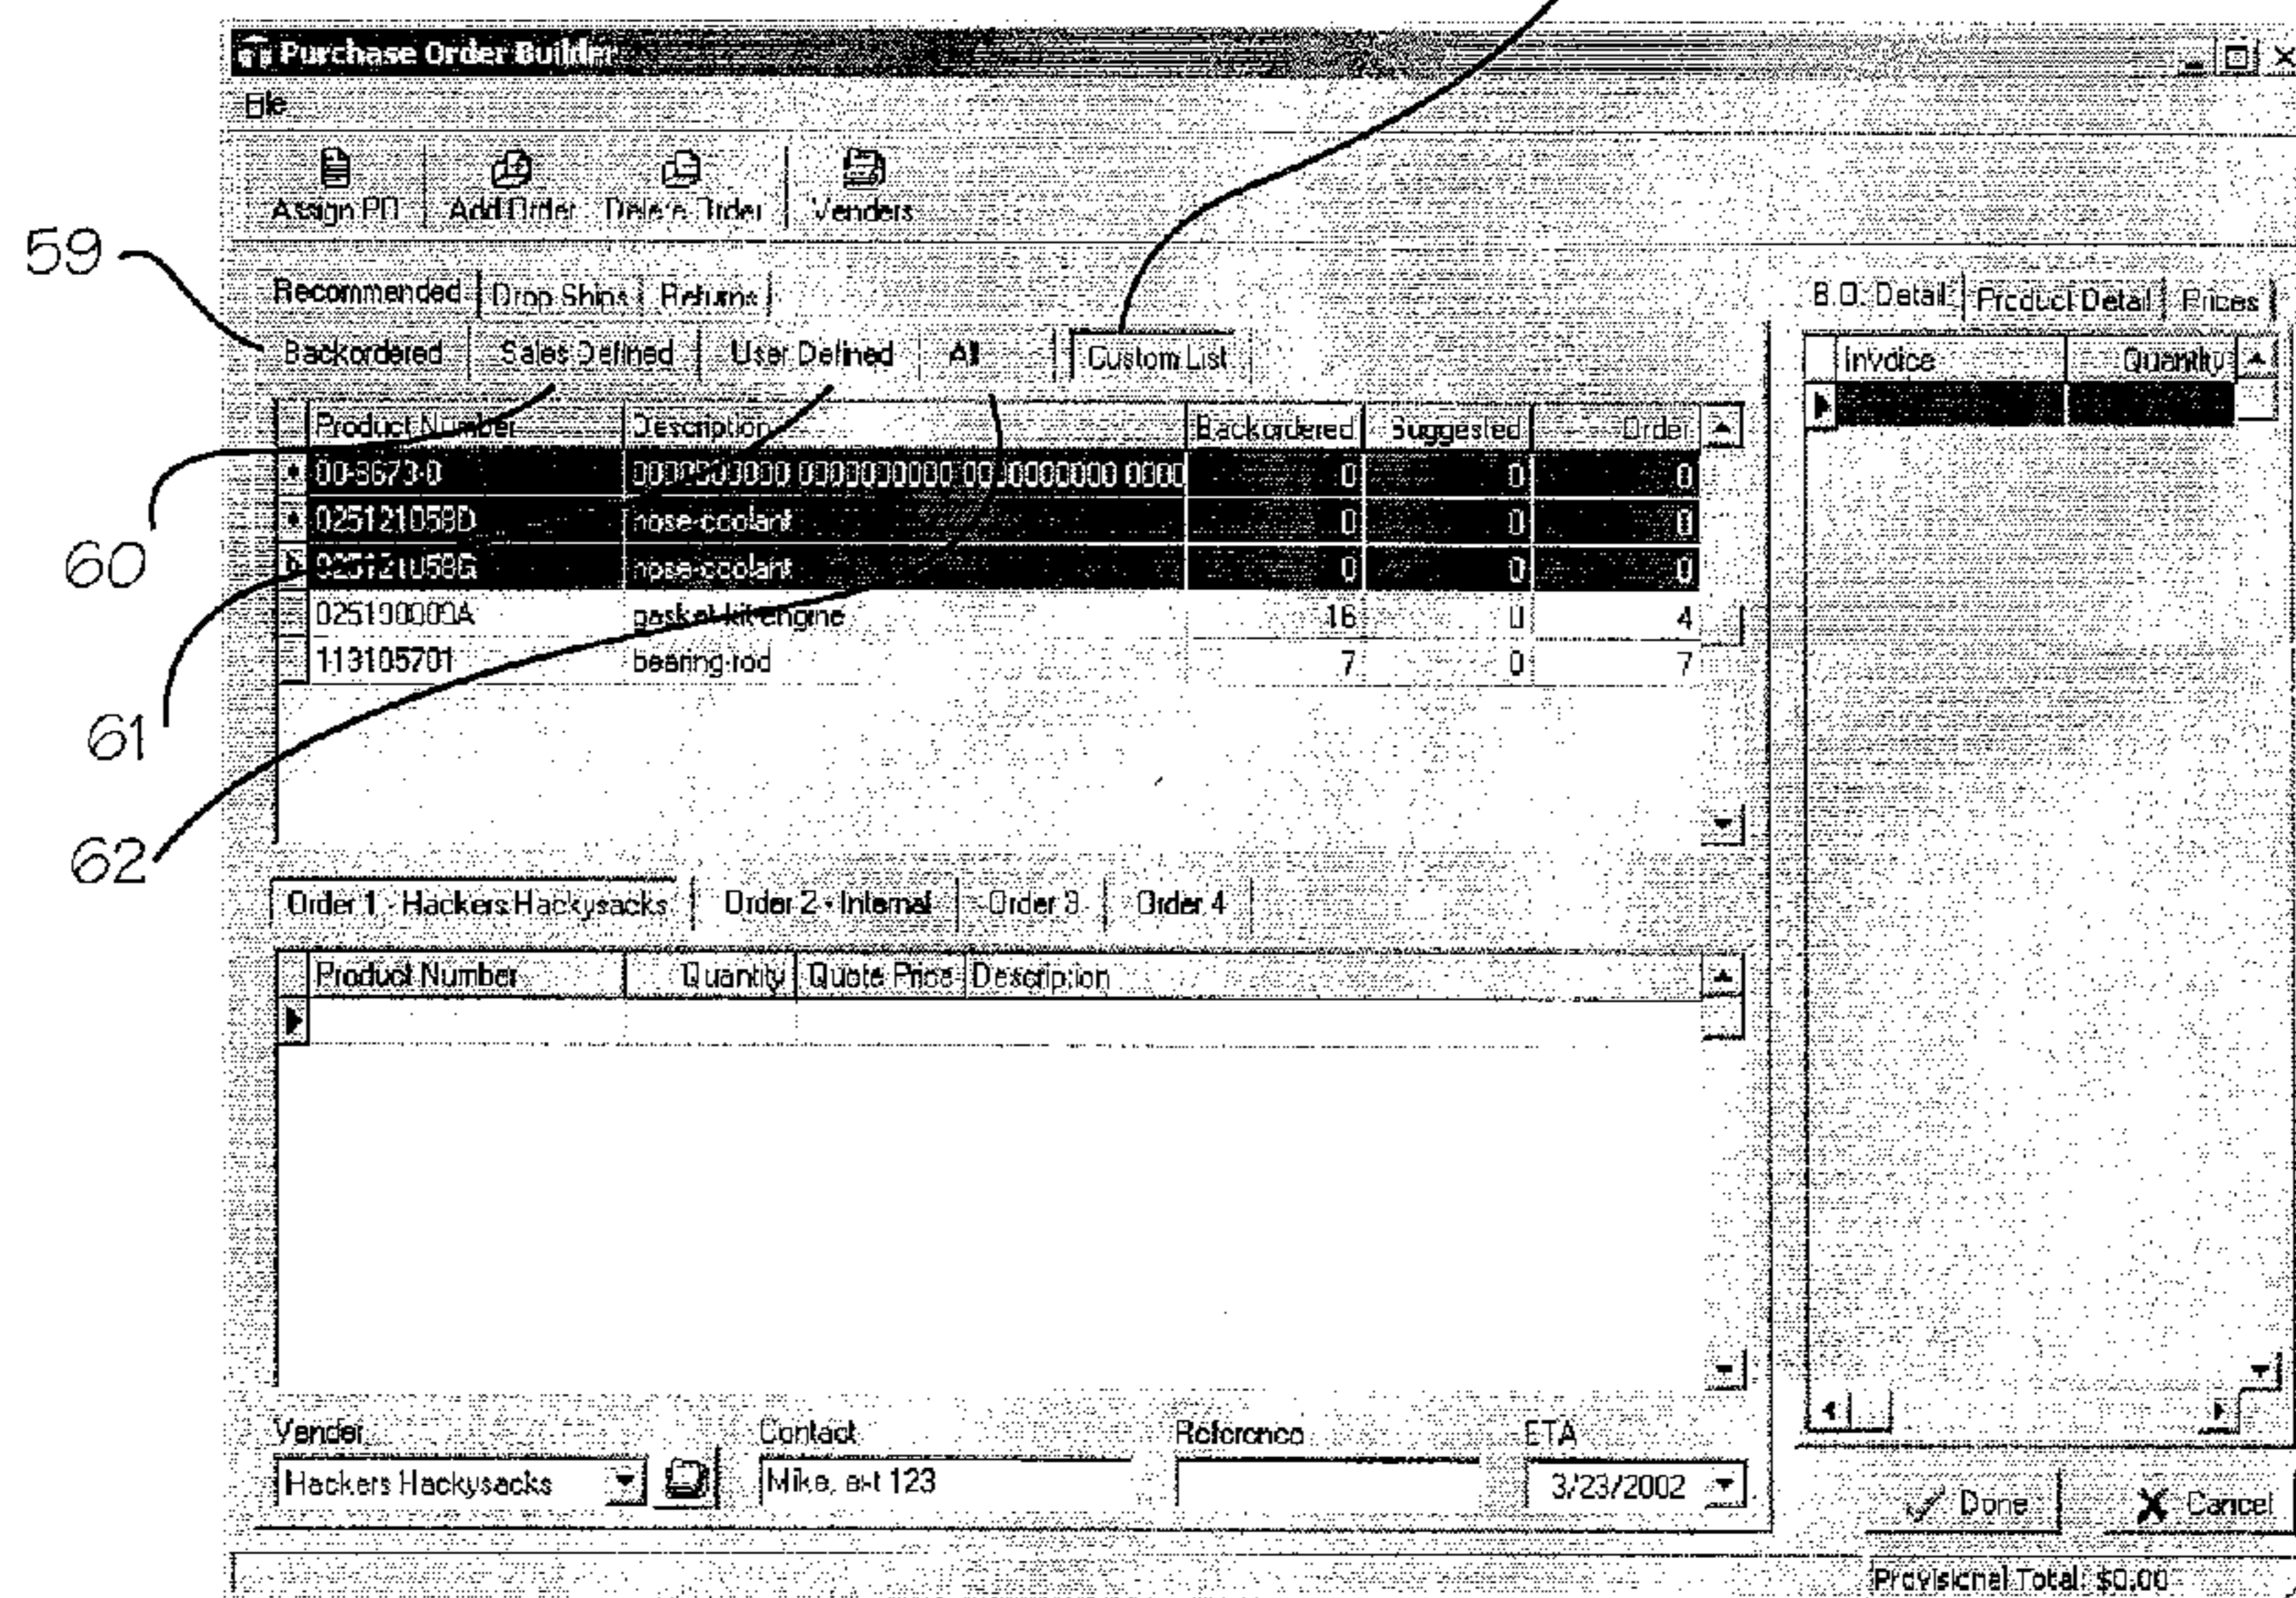 Purchase Order Builder
File
Assign PO Add Order Delete Order Venders
59
Recommended Drop Ships Returns
B.O. Detail Product Detail Prices
Backordered Sales Defined User Defined All Custom List
Invoice Quantity
Product Number Description Backordered Suggested Order
00-8673-0 0000000000 0000000000 0000000000 0000 0 0 0
025121058D hose-coolant 0 0 0
60
025121058G hose-coolant 0 0 0
025190000A gasket-kit engine 16 0 4
113105701 bearing-rod 7 0 7
61
62
Order 1 - Hackers Hackysacks Order 2 - Internal Order 3 Order 4
Product Number Quantity Quote Price Description
Vender Contact Reference ETA
Hackers Hackysacks Mike, ext 123 3/23/2002
Done Cancel
Provisional Total: $0.00